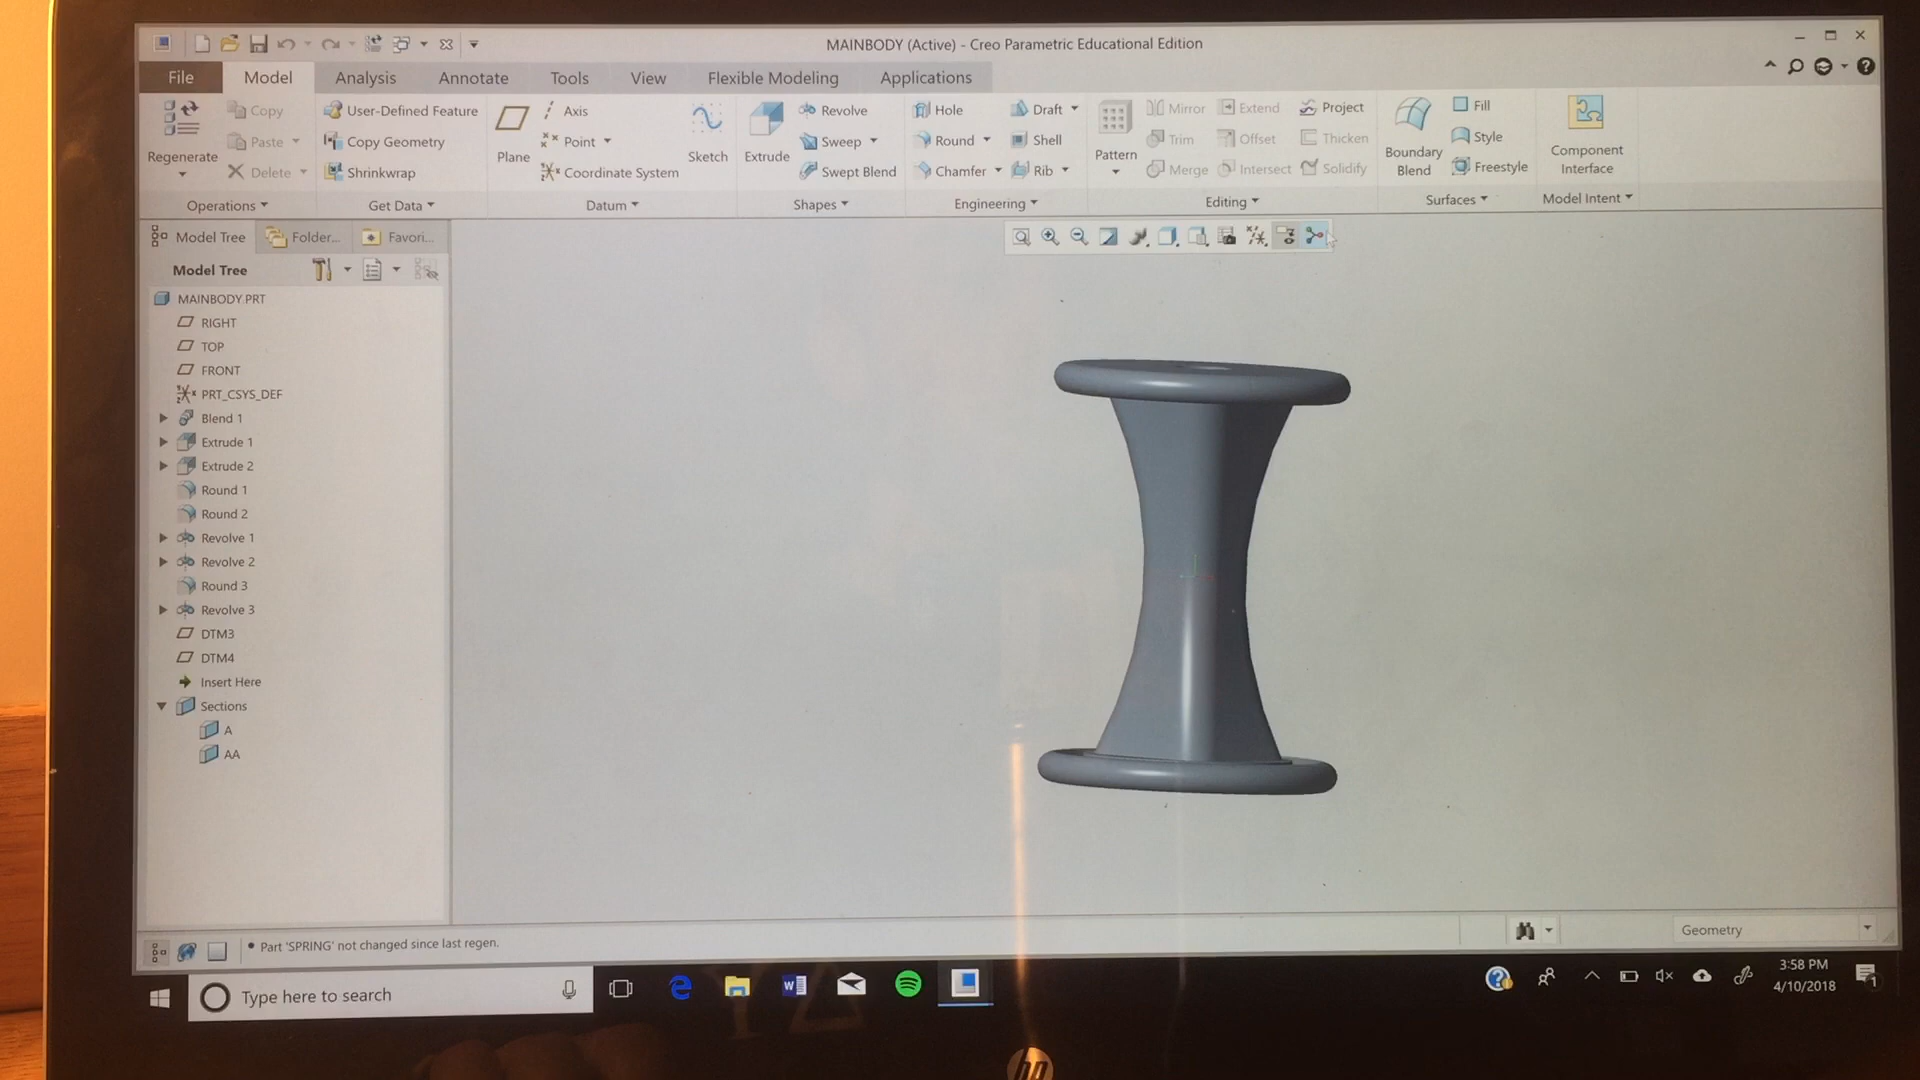 MAINBODY (Active) - Creo Parametric Educational Edition
File Model Analysis Annotate Tools View Flexible Modeling Applications
Regenerate
Copy
Paste
Delete
Operations
User-Defined Feature
Copy Geometry
Shrinkwrap
Get Data
Plane
Axis
Point
Coordinate System
Datum
Sketch
Extrude
Revolve
Sweep
Swept Blend
Shapes
Hole
Round
Chamfer
Draft
Shell
Rib
Engineering
Pattern
Mirror
Trim
Merge
Extend
Offset
Intersect
Project
Thicken
Solidify
Editing
Boundary
Blend
Fill
Style
Freestyle
Surfaces
Component
Interface
Model Intent
Model Tree Folder... Favori...
Model Tree
MAINBODY.PRT
RIGHT
TOP
FRONT
PRT_CSYS_DEF
Blend 1
Extrude 1
Extrude 2
Round 1
Round 2
Revolve 1
Revolve 2
Round 3
Revolve 3
DTM3
DTM4
Insert Here
Sections
A
AA
Part 'SPRING' not changed since last regen.
Geometry
Type here to search
3:58 PM
4/10/2018
1
hp